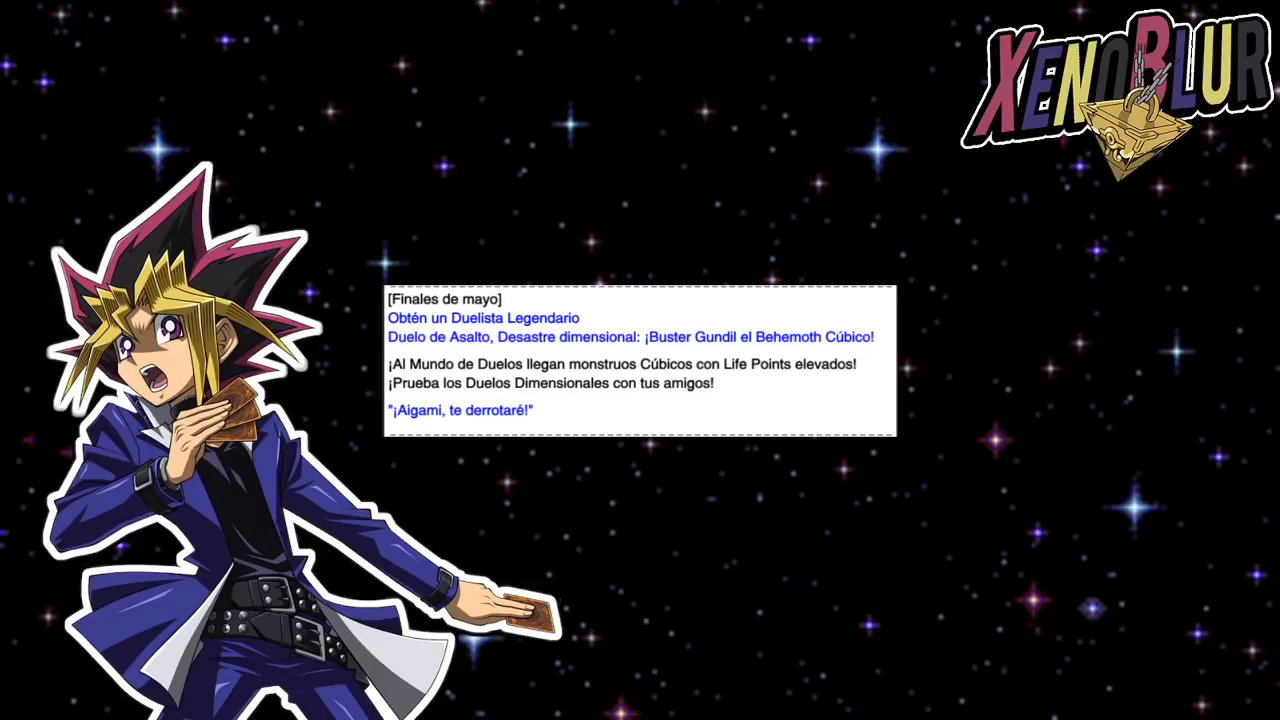 XENOBLUR
[Finales de mayo]
Obtén un Duelista Legendario
Duelo de Asalto, Desastre dimensional: ¡Buster Gundil el Behemoth Cúbico!
¡Al Mundo de Duelos llegan monstruos Cúbicos con Life Points elevados!
¡Prueba los Duelos Dimensionales con tus amigos!
"¡Aigami, te derrotaré!"